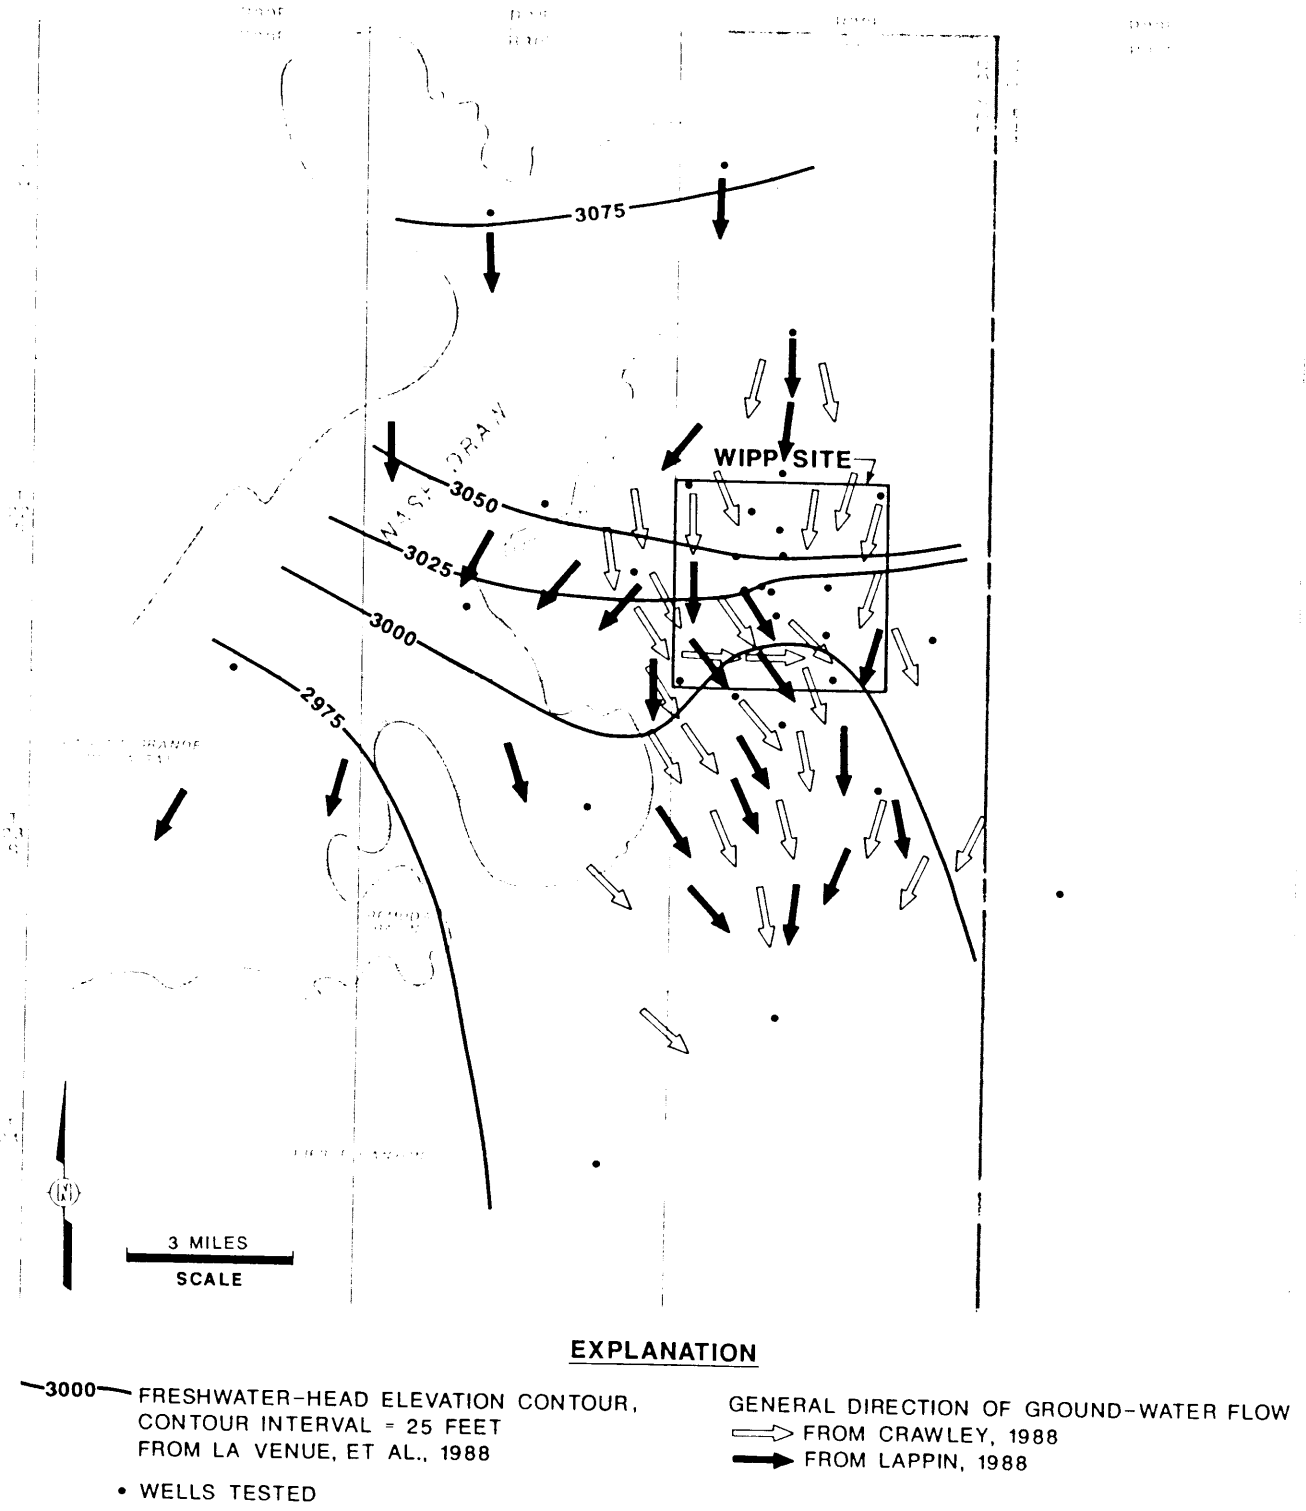 3075
WIPP SITE
NASH DRAW
3050
3025
3000
2975
N
3 MILES
SCALE
EXPLANATION
3000 FRESHWATER-HEAD ELEVATION CONTOUR,
CONTOUR INTERVAL = 25 FEET
FROM LA VENUE, ET AL., 1988
• WELLS TESTED
GENERAL DIRECTION OF GROUND-WATER FLOW
FROM CRAWLEY, 1988
FROM LAPPIN, 1988